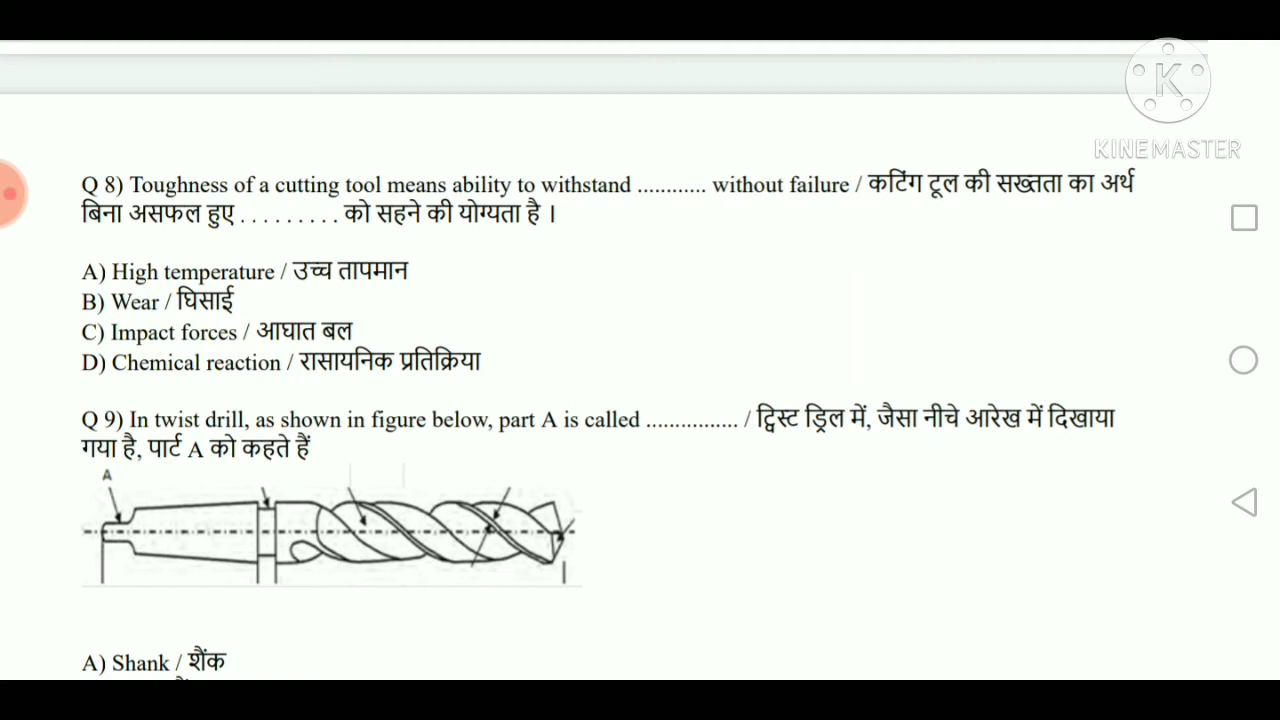 K
KINEMASTER
Q 8) Toughness of a cutting tool means ability to withstand ............ without failure / कटिंग टूल की सख्तता का अर्थ
बिना असफल हुए . . . . . . . . . को सहने की योग्यता है ।
A) High temperature / उच्च तापमान
B) Wear / घिसाई
C) Impact forces / आघात बल
D) Chemical reaction / रासायनिक प्रतिक्रिया
Q 9) In twist drill, as shown in figure below, part A is called ................ / ट्विस्ट ड्रिल में, जैसा नीचे आरेख में दिखाया
गया है, पार्ट A को कहते हैं
A
A) Shank / शैंक